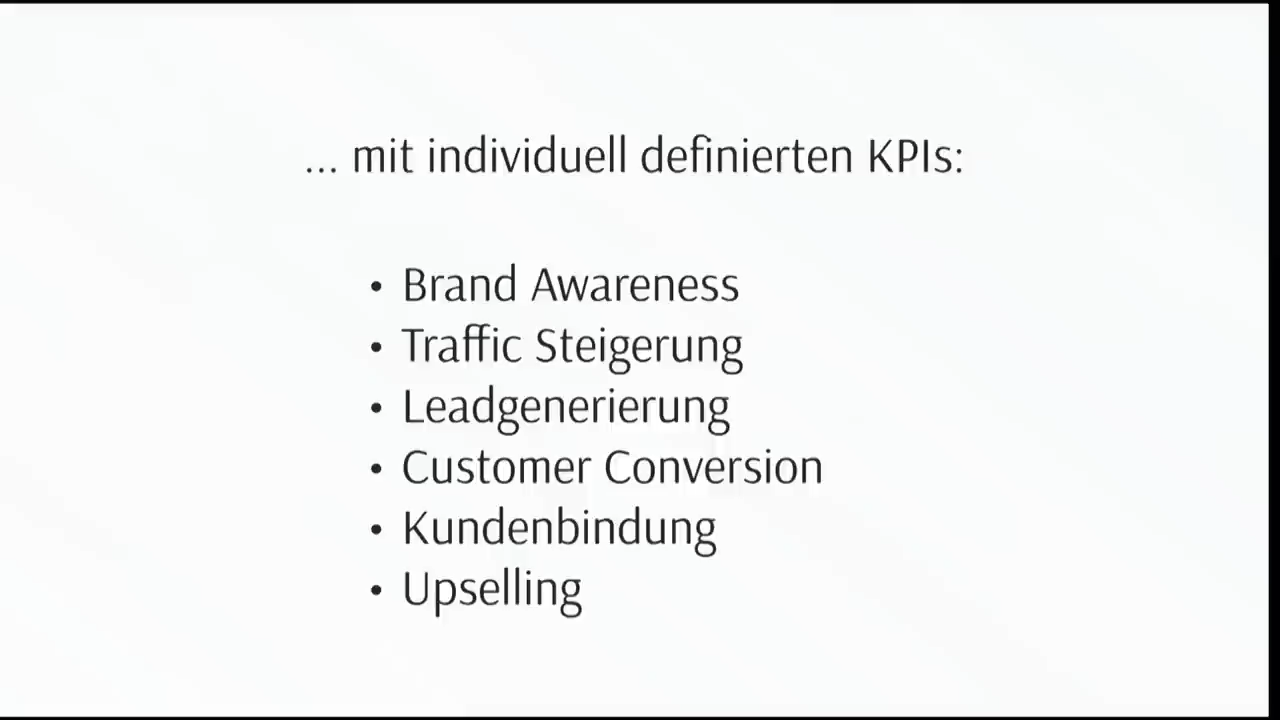 ... mit individuell definierten KPIs:
• Brand Awareness
• Traffic Steigerung
• Leadgenerierung
• Customer Conversion
• Kundenbindung
• Upselling